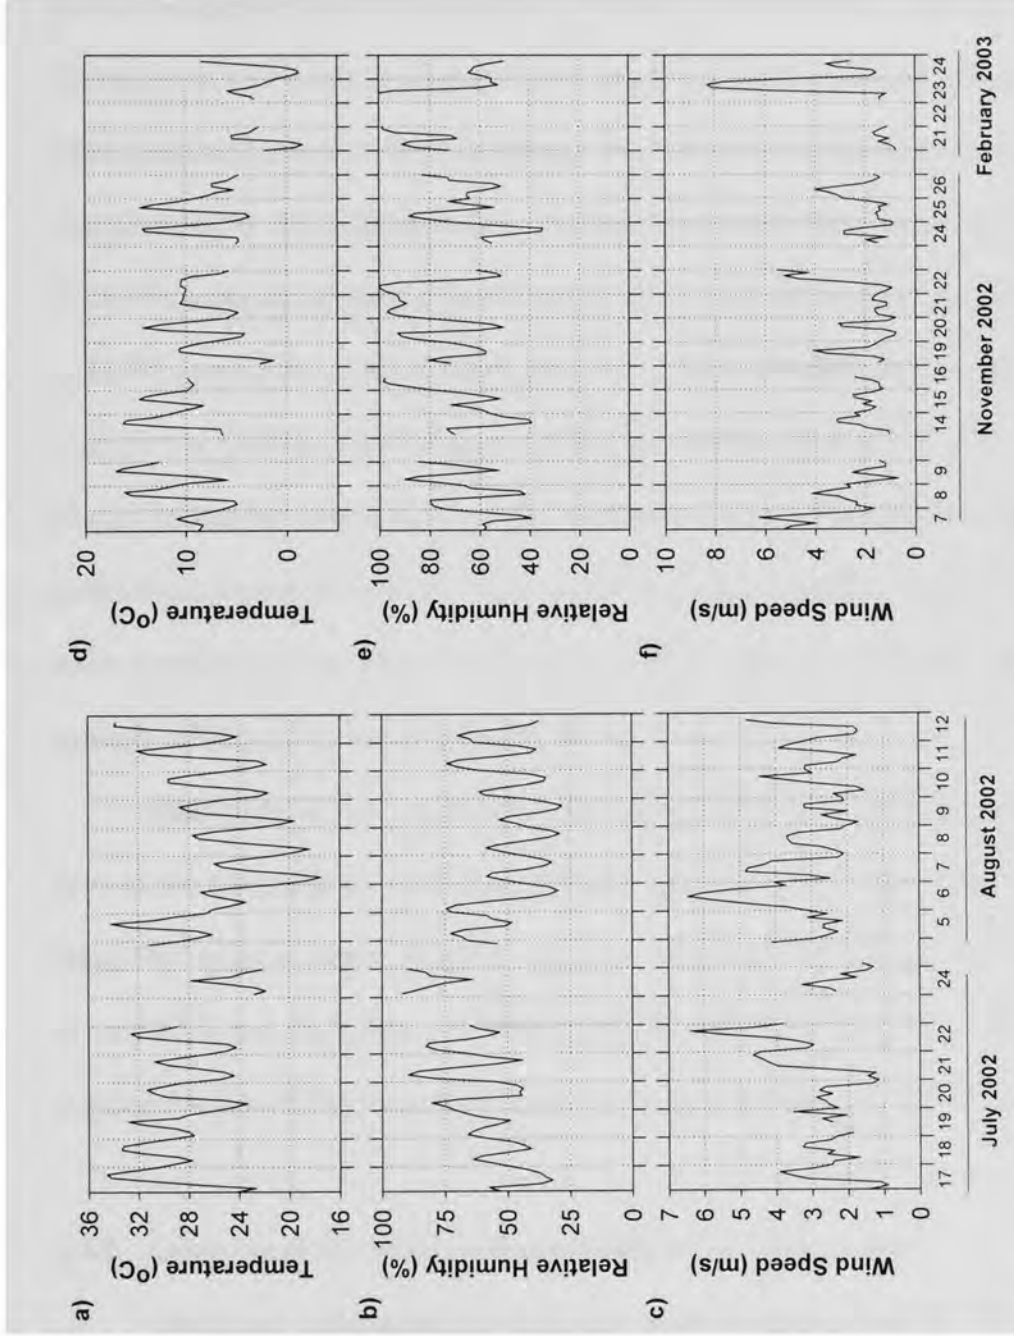 a)
Temperature (°C)
36
32
28
24
20
16
b)
Relative Humidity (%)
100
75
50
25
0
c)
Wind Speed (m/s)
7
6
5
4
3
2
1
0
17 18 19 20 21 22 24 5 6 7 8 9 10 11 12
July 2002 August 2002
d)
Temperature (°C)
20
10
0
e)
Relative Humidity (%)
100
80
60
40
20
0
f)
Wind Speed (m/s)
10
8
6
4
2
0
7 8 9 14 15 16 19 19 20 21 22 24 25 26 21 22 23 24
November 2002 February 2003